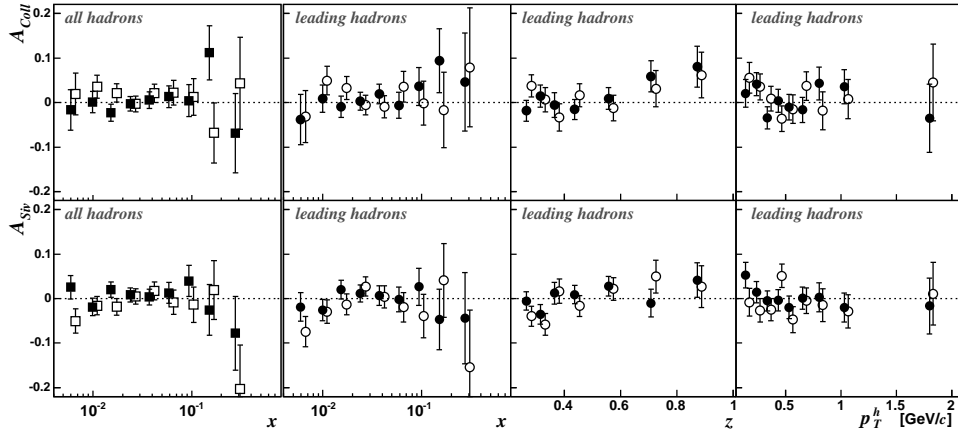 A_Coll
0.2
0.1
0
-0.1
-0.2
all hadrons
leading hadrons
leading hadrons
leading hadrons
A_Siv
0.2
0.1
0
-0.1
-0.2
all hadrons
leading hadrons
leading hadrons
leading hadrons
10^-2 10^-1 x
10^-2 10^-1 x
0.4 0.6 0.8 1 z
0.5 1 1.5 2
p_T^h [GeV/c]